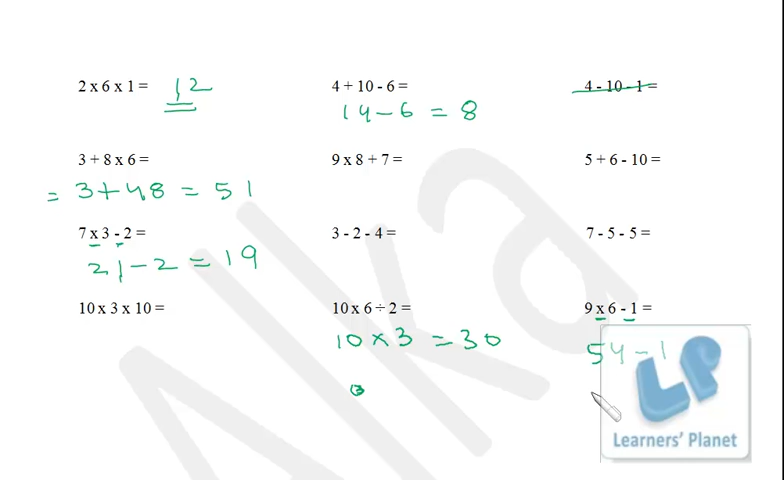 2 x 6 x 1 = 12
4 + 10 - 6 =
14 - 6 = 8
4 - 10 - 1 =
3 + 8 x 6 =
= 3 + 48 = 51
9 x 8 + 7 =
5 + 6 - 10 =
7 x 3 - 2 =
21 - 2 = 19
3 - 2 - 4 =
7 - 5 - 5 =
10 x 3 x 10 =
10 x 6 ÷ 2 =
10 x 3 = 30
9 x 6 - 1 =
54 - 1
LP
Learners' Planet
Alka